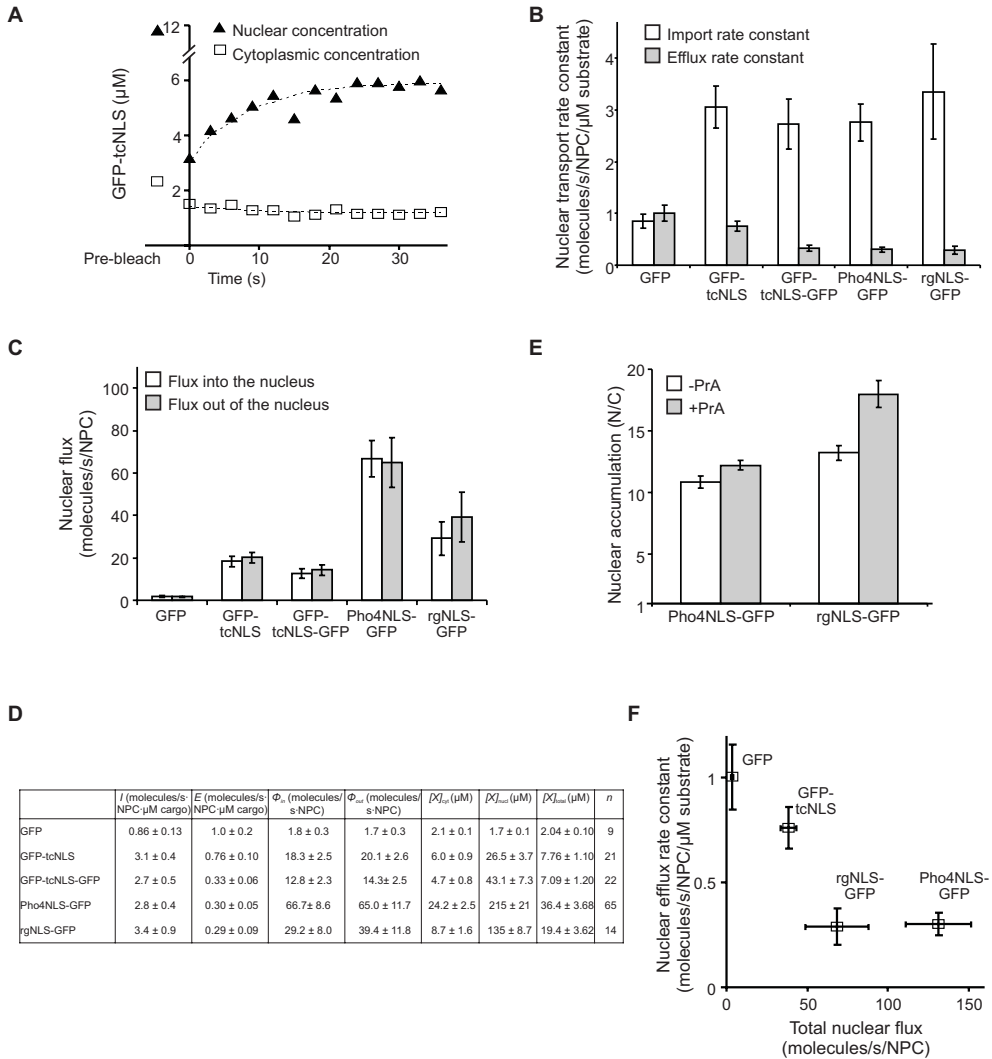 A
12
▲ Nuclear concentration
□ Cytoplasmic concentration
GFP-tcNLS (μM)
6
4
2
Pre-bleach
0
10
20
30
Time (s)
B
Import rate constant
Efflux rate constant
Nuclear transport rate constant
(molecules/s/NPC/μM substrate)
4
3
2
1
0
GFP
GFP-
tcNLS
GFP-
tcNLS-GFP
Pho4NLS-
GFP
rgNLS-
GFP
C
Flux into the nucleus
Flux out of the nucleus
Nuclear flux
(molecules/s/NPC)
100
80
60
40
20
0
GFP
GFP-
tcNLS
GFP-
tcNLS-GFP
Pho4NLS-
GFP
rgNLS-
GFP
E
-PrA
+PrA
Nuclear accumulation (N/C)
20
15
10
5
1
Pho4NLS-GFP
rgNLS-GFP
D
I (molecules/s· NPC·μM cargo) E (molecules/s· NPC·μM cargo) Φin (molecules/ s·NPC) Φout (molecules/ s·NPC) [X]cyt (μM) [X]nucl (μM) [X]total (μM) n
GFP 0.86 ± 0.13 1.0 ± 0.2 1.8 ± 0.3 1.7 ± 0.3 2.1 ± 0.1 1.7 ± 0.1 2.04 ± 0.10 9
GFP-tcNLS 3.1 ± 0.4 0.76 ± 0.10 18.3 ± 2.5 20.1 ± 2.6 6.0 ± 0.9 26.5 ± 3.7 7.76 ± 1.10 21
GFP-tcNLS-GFP 2.7 ± 0.5 0.33 ± 0.06 12.8 ± 2.3 14.3± 2.5 4.7 ± 0.8 43.1 ± 7.3 7.09 ± 1.20 22
Pho4NLS-GFP 2.8 ± 0.4 0.30 ± 0.05 66.7± 8.6 65.0 ± 11.7 24.2 ± 2.5 215 ± 21 36.4 ± 3.68 65
rgNLS-GFP 3.4 ± 0.9 0.29 ± 0.09 29.2 ± 8.0 39.4 ± 11.8 8.7 ± 1.6 135 ± 8.7 19.4 ± 3.62 14
F
Nuclear efflux rate constant
(molecules/s/NPC/μM substrate)
1
0.5
0
GFP
GFP-
tcNLS
rgNLS-
GFP
Pho4NLS-
GFP
0
50
100
150
Total nuclear flux
(molecules/s/NPC)